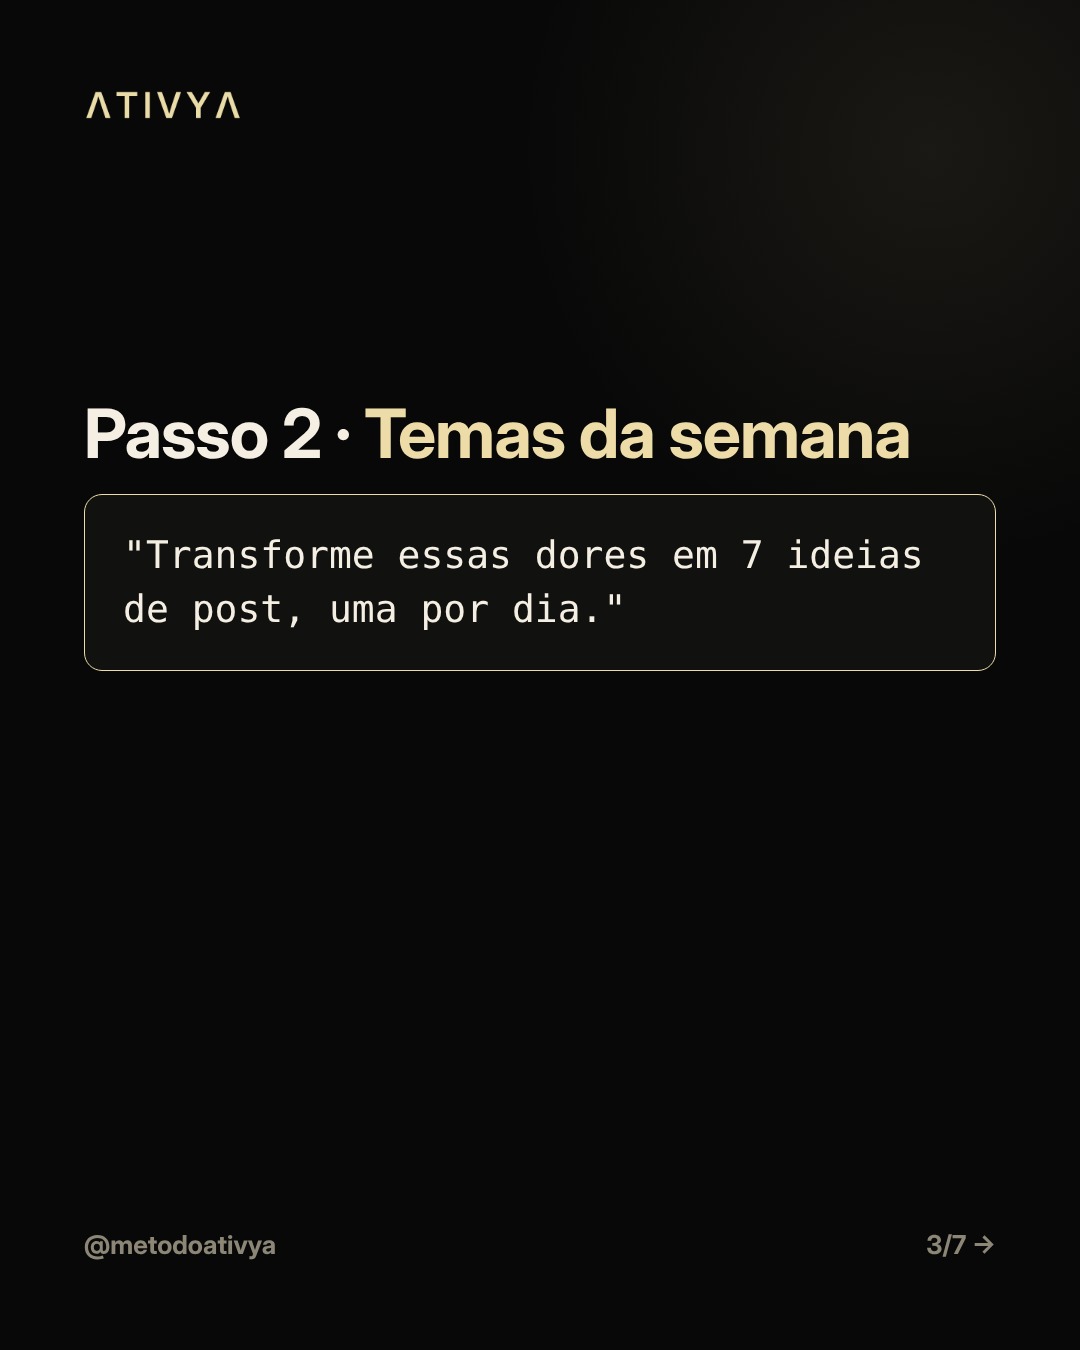 ATIVYA
Passo 2 · Temas da semana
"Transforme essas dores em 7 ideias
de post, uma por dia."
@metodoativya
3/7 →